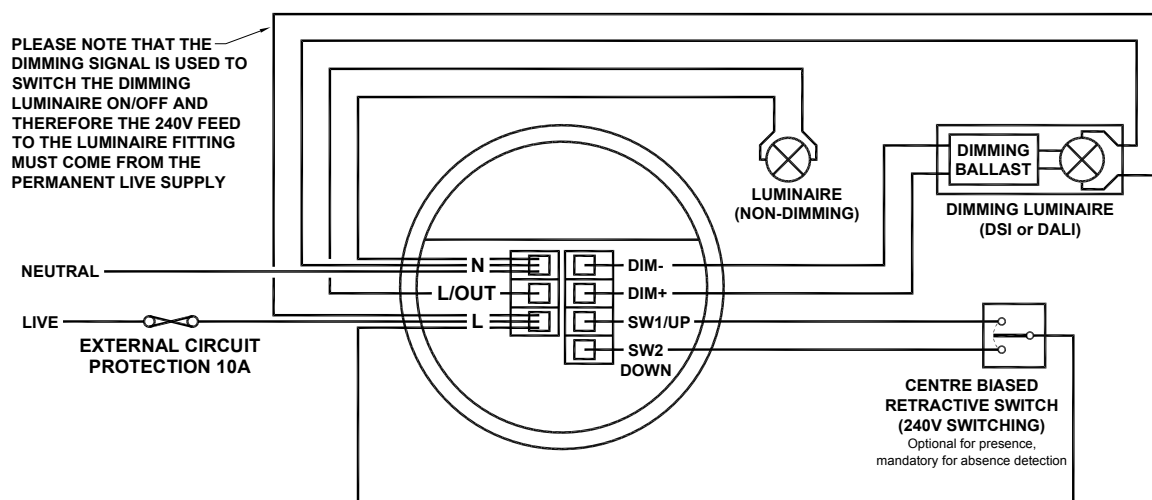 PLEASE NOTE THAT THE
DIMMING SIGNAL IS USED TO
SWITCH THE DIMMING
LUMINAIRE ON/OFF AND
THEREFORE THE 240V FEED
TO THE LUMINAIRE FITTING
MUST COME FROM THE
PERMANENT LIVE SUPPLY
DIMMING
BALLAST
LUMINAIRE
(NON-DIMMING)
DIMMING LUMINAIRE
(DSI or DALI)
NEUTRAL
N
DIM-
L/OUT
DIM+
LIVE
L
SW1/UP
EXTERNAL CIRCUIT
PROTECTION 10A
SW2
DOWN
CENTRE BIASED
RETRACTIVE SWITCH
(240V SWITCHING)
Optional for presence,
mandatory for absence detection